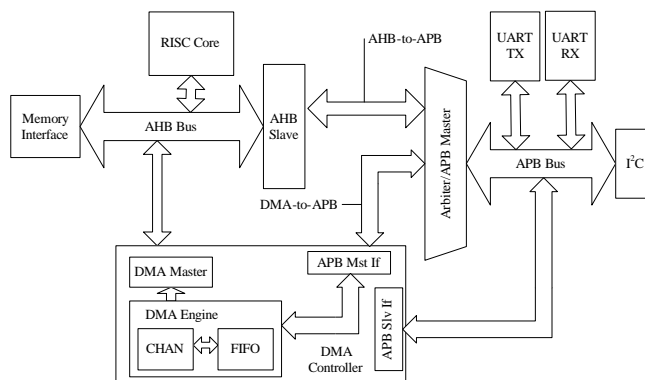 RISC Core
AHB-to-APB
UART
TX
UART
RX
Memory
Interface
AHB Bus
AHB
Slave
Arbiter/APB Master
APB Bus
I²C
DMA-to-APB
DMA Master
APB Mst If
DMA Engine
CHAN
FIFO
DMA
Controller
APB Slv If